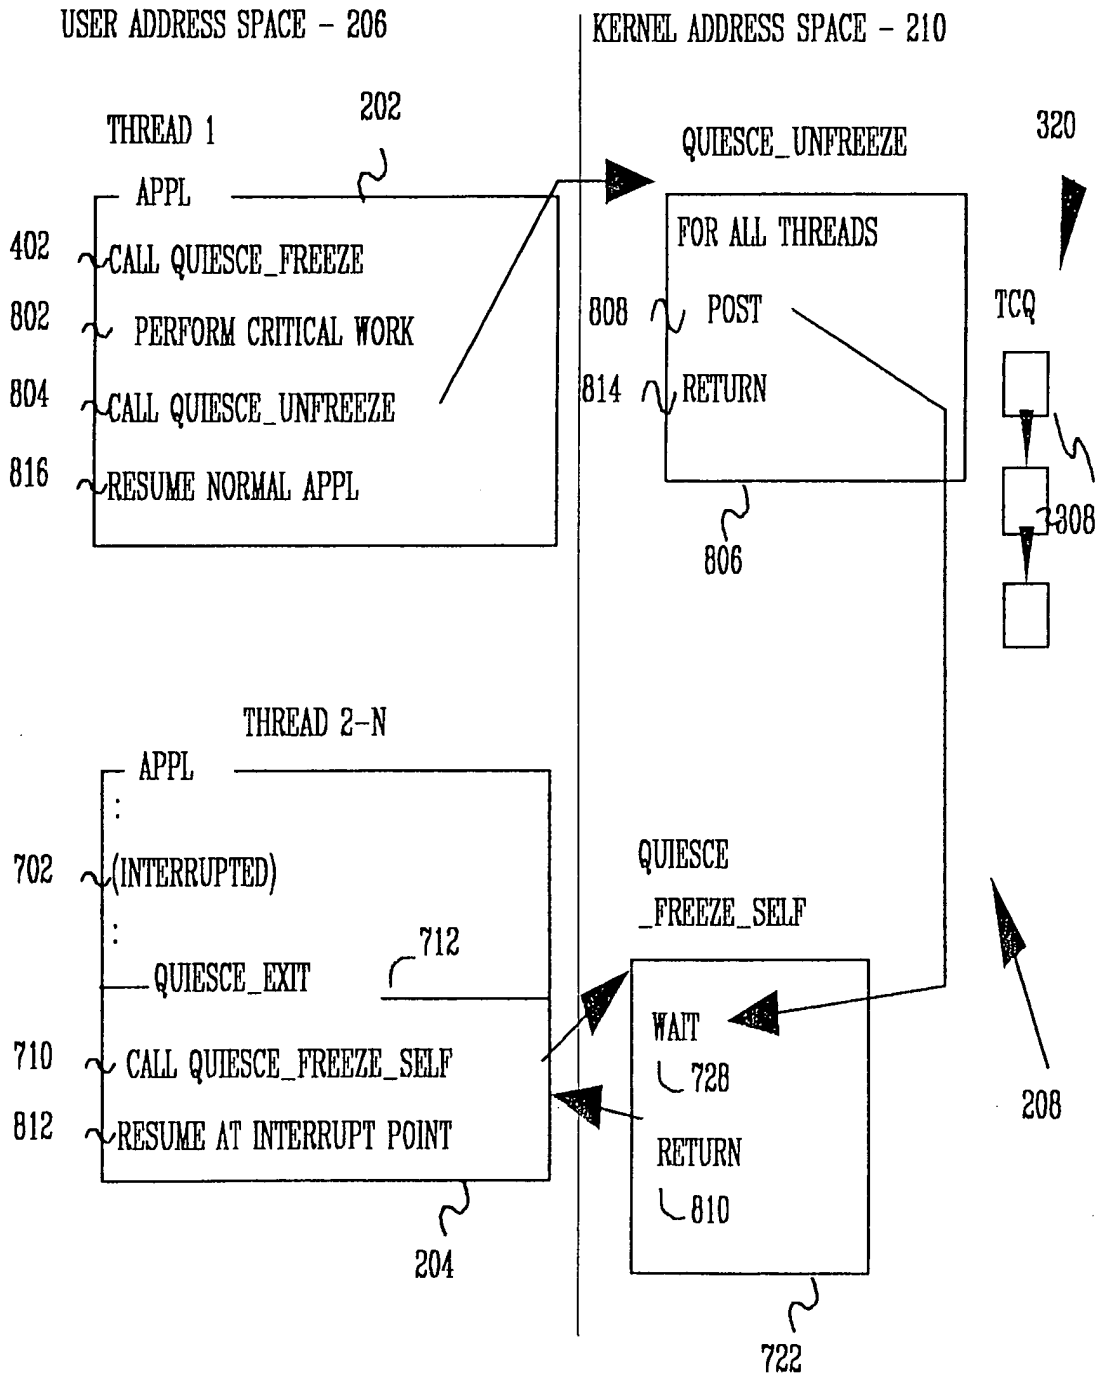 USER ADDRESS SPACE - 206
KERNEL ADDRESS SPACE - 210
THREAD 1
202
APPL
402
CALL QUIESCE_FREEZE
802
PERFORM CRITICAL WORK
804
CALL QUIESCE_UNFREEZE
816
RESUME NORMAL APPL
QUIESCE_UNFREEZE
FOR ALL THREADS
808
POST
814
RETURN
806
320
TCQ
308
THREAD 2-N
APPL
:
702
(INTERRUPTED)
:
QUIESCE_EXIT
712
710
CALL QUIESCE_FREEZE_SELF
812
RESUME AT INTERRUPT POINT
204
QUIESCE
_FREEZE_SELF
WAIT
728
RETURN
810
722
208